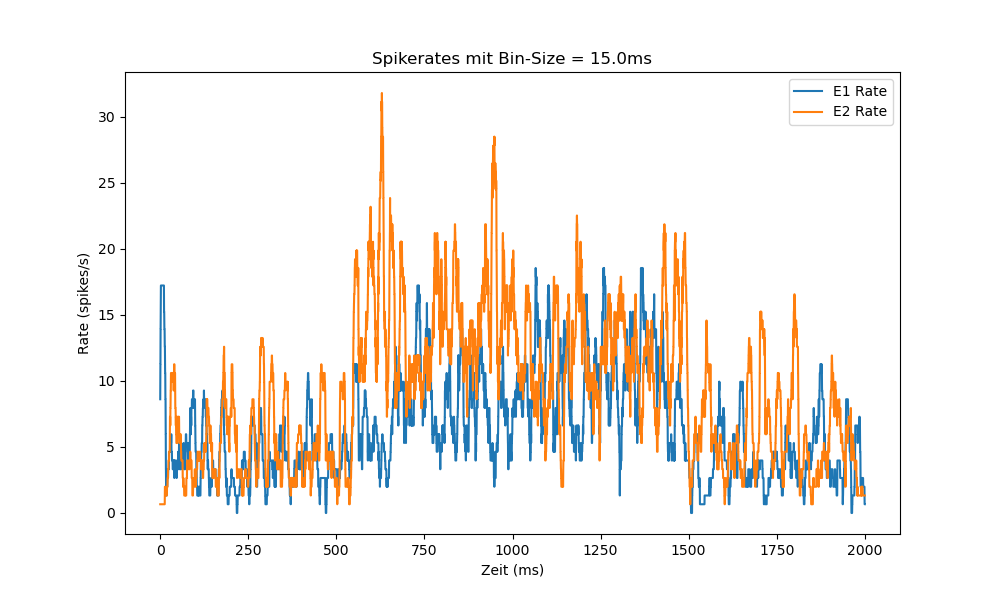 Spikerates mit Bin-Size = 15.0ms
E1 Rate
E2 Rate
Rate (spikes/s)
30
25
20
15
10
5
0
0 250 500 750 1000 1250 1500 1750 2000
Zeit (ms)